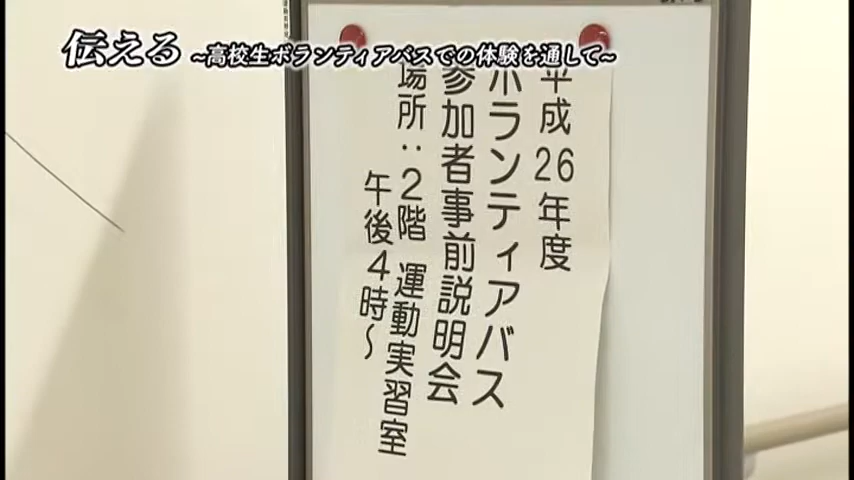 伝える ~高校生ボランティアバスでの体験を通して~
平成26年度
ボランティアバス
参加者事前説明会
場所:2階 運動実習室
午後4時~